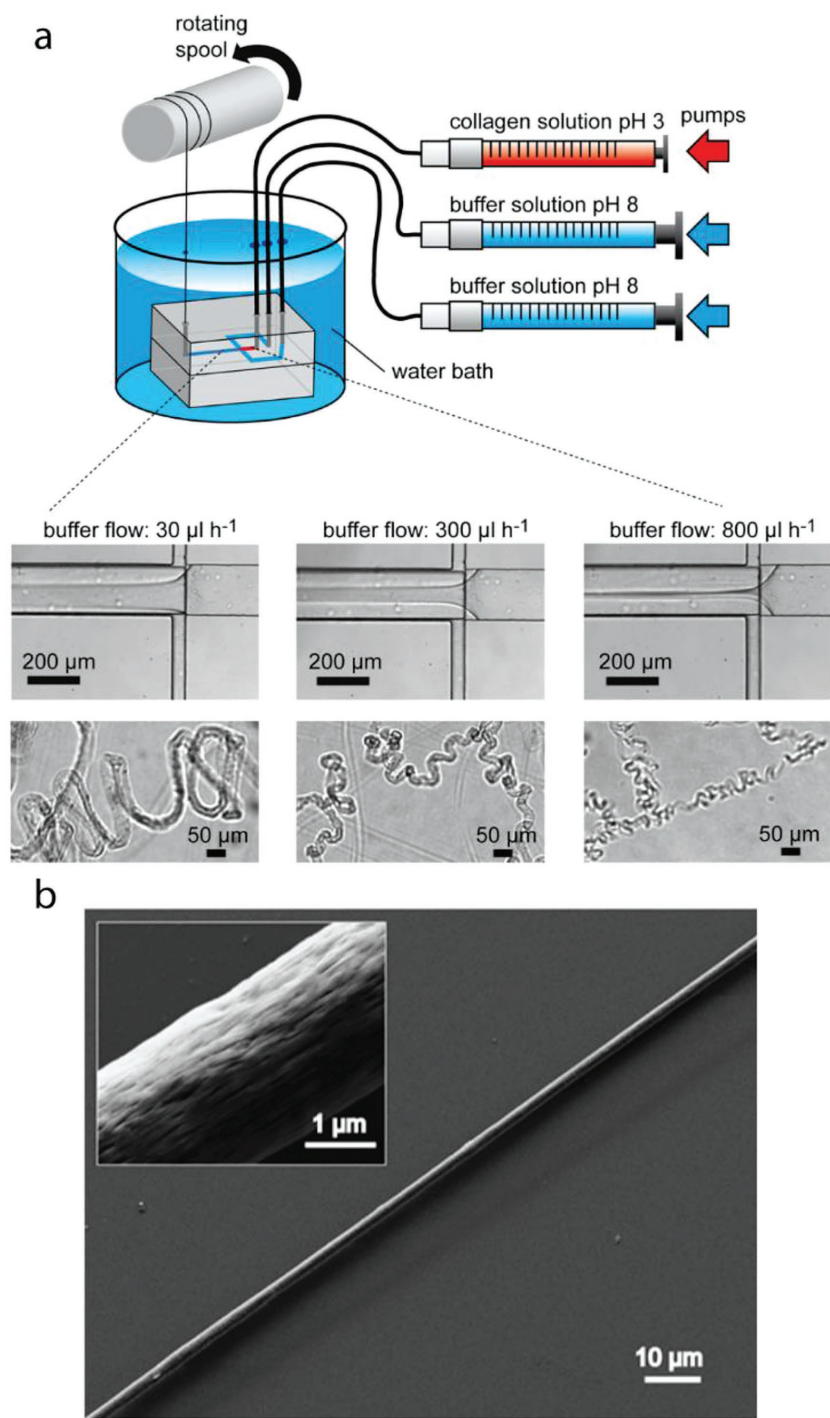 a
rotating
spool
collagen solution pH 3
pumps
buffer solution pH 8
buffer solution pH 8
water bath
buffer flow: 30 µl h⁻¹
buffer flow: 300 µl h⁻¹
buffer flow: 800 µl h⁻¹
200 µm
200 µm
200 µm
50 µm
50 µm
50 µm
b
1 µm
10 µm